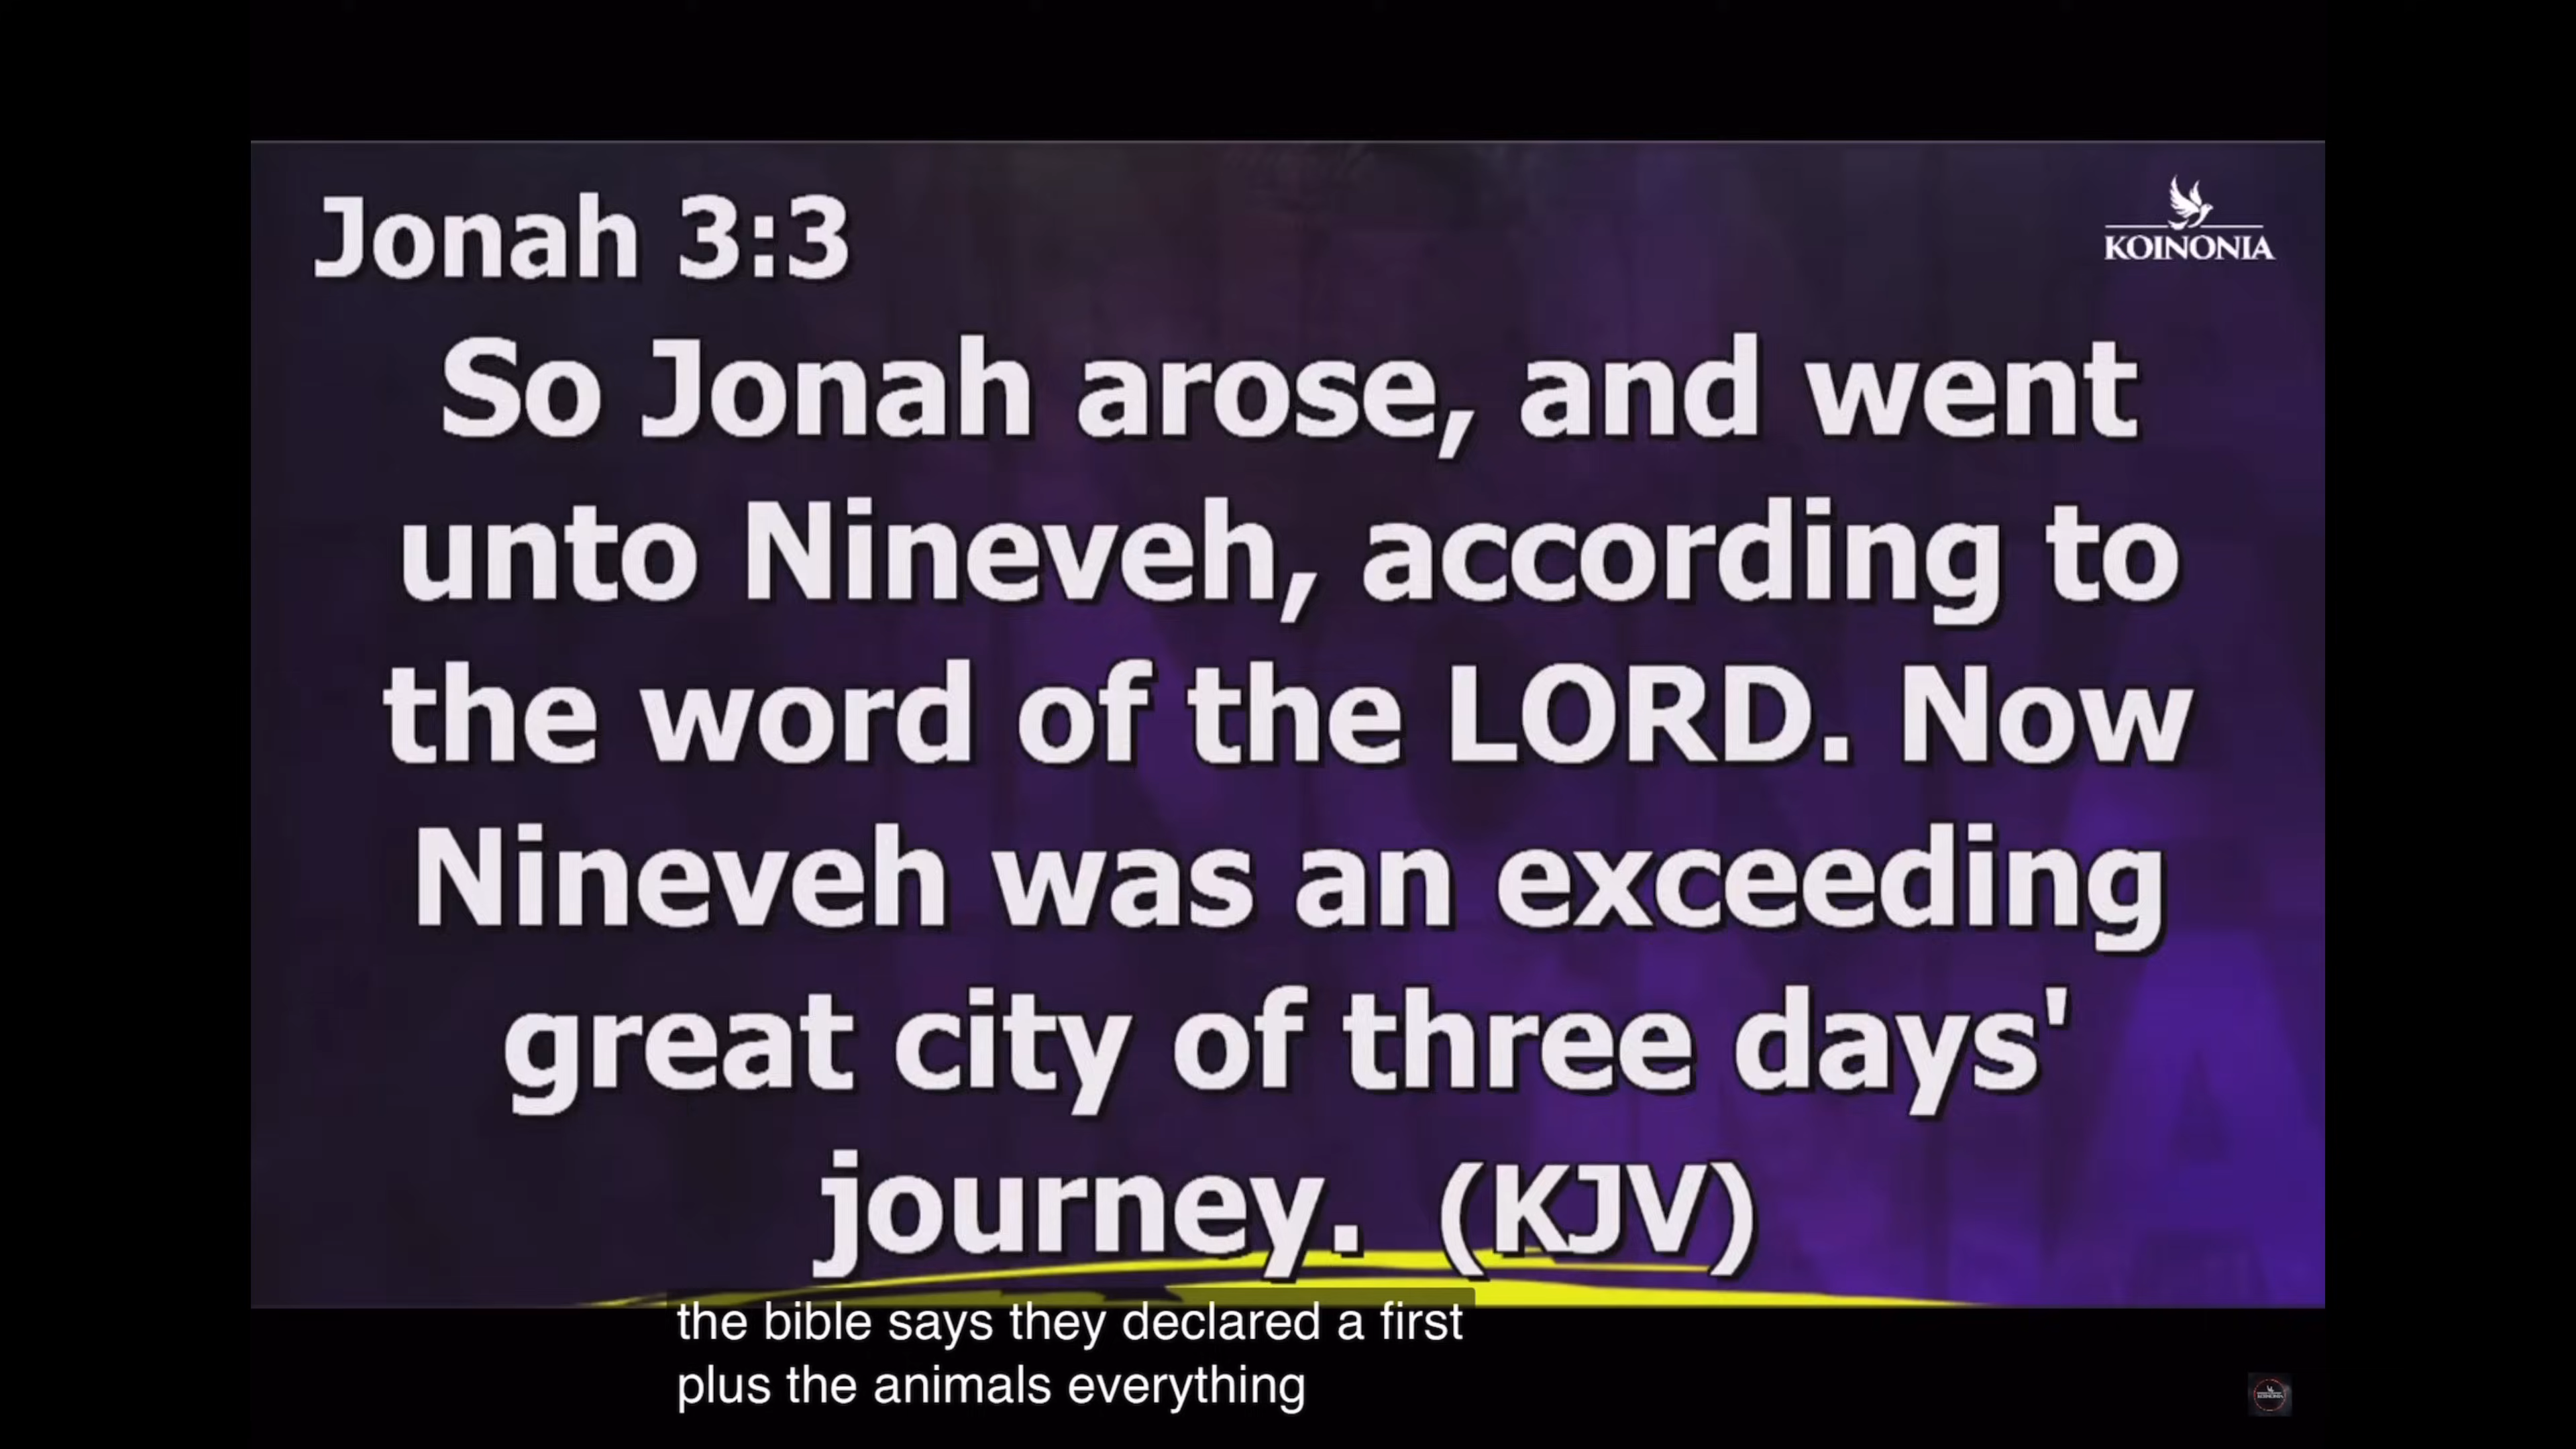 Jonah 3:3
KOINONIA
So Jonah arose, and went
unto Nineveh, according to
the word of the LORD. Now
Nineveh was an exceeding
great city of three days'
journey. (KJV)
the bible says they declared a first
plus the animals everything